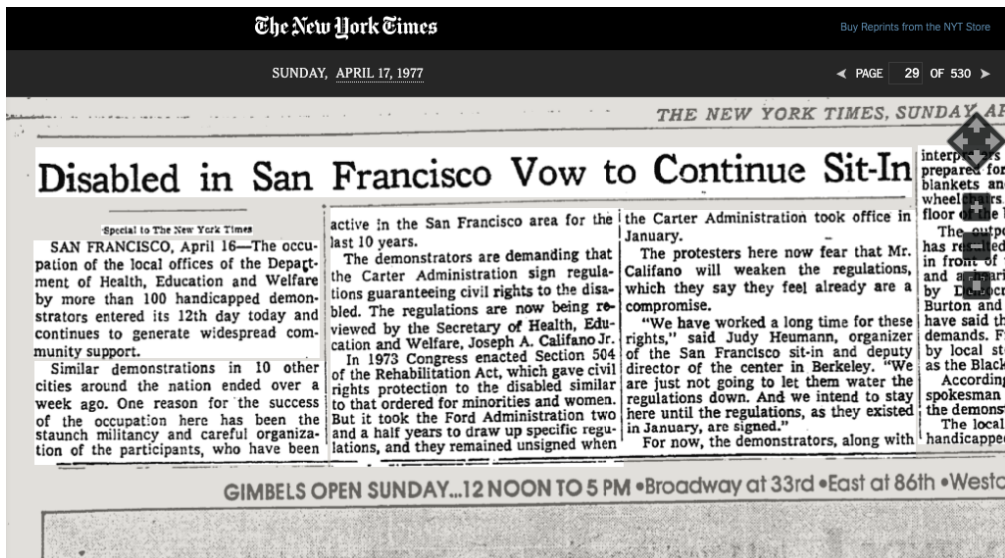 The New York Times
Buy Reprints from the NYT Store
SUNDAY, APRIL 17, 1977
PAGE 29 OF 530
THE NEW YORK TIMES, SUNDAY, AP
Disabled in San Francisco Vow to Continue Sit-In
Special to The New York Times
SAN FRANCISCO, April 16—The occu-
pation of the local offices of the Depart-
ment of Health, Education and Welfare
by more than 100 handicapped demon-
strators entered its 12th day today and
continues to generate widespread com-
munity support.
Similar demonstrations in 10 other
cities around the nation ended over a
week ago. One reason for the success
of the occupation here has been the
staunch militancy and careful organiza-
tion of the participants, who have been
active in the San Francisco area for the
last 10 years.
The demonstrators are demanding that
the Carter Administration sign regula-
tions guaranteeing civil rights to the disa-
bled. The regulations are now being re-
viewed by the Secretary of Health, Edu-
cation and Welfare, Joseph A. Califano Jr.
In 1973 Congress enacted Section 504
of the Rehabilitation Act, which gave civil
rights protection to the disabled similar
to that ordered for minorities and women.
But it took the Ford Administration two
and a half years to draw up specific regu-
lations, and they remained unsigned when
the Carter Administration took office in
January.
The protesters here now fear that Mr.
Califano will weaken the regulations,
which they say they feel already are a
compromise.
"We have worked a long time for these
rights," said Judy Heumann, organizer
of the San Francisco sit-in and deputy
director of the center in Berkeley. "We
are just not going to let them water the
regulations down. And we intend to stay
here until the regulations, as they existed
in January, are signed."
For now, the demonstrators, along with
prepared for
blankets an
wheelchairs
floor of the
The outpo
has
in front of
and a
by
Burton and
have said th
demands. F
by local st
as the Black
According
spokesman
the demons
The local
handicapped
GIMBELS OPEN SUNDAY...12 NOON TO 5 PM •Broadway at 33rd •East at 86th •Westc